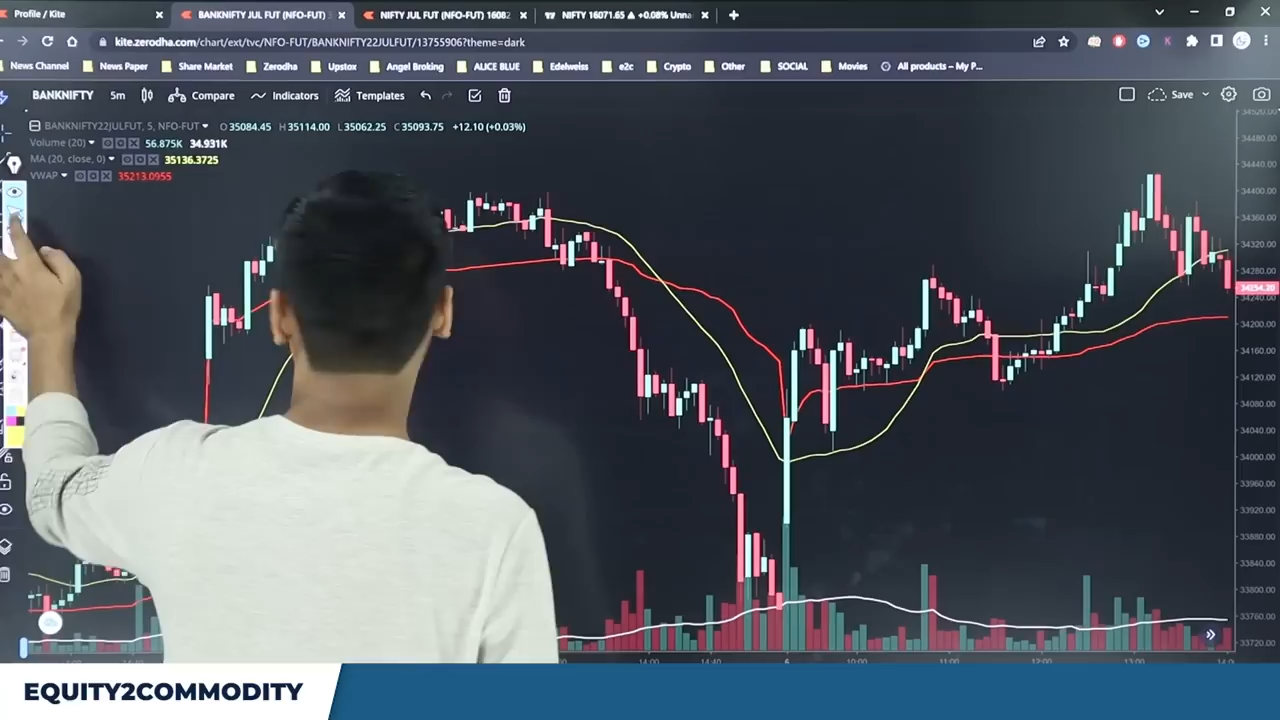 Profile / Kite
BANKNIFTY JUL FUT (NFO-FUT)
NIFTY JUL FUT (NFO-FUT) 16082
NIFTY 16071.65 ▲ +0.08% Unna
kite.zerodha.com/chart/ext/tvc/NFO-FUT/BANKNIFTY22JULFUT/13755906?theme=dark
News Channel
News Paper
Share Market
Zerodha
Upstox
Angel Broking
ALICE BLUE
Edelweiss
e2c
Crypto
Other
SOCIAL
Movies
All products – My P...
BANKNIFTY 5m Compare Indicators Templates Save
BANKNIFTY22JULFUT, 5, NFO-FUT O 35084.45 H 35114.00 L 35062.25 C 35093.75 +12.10 (+0.03%)
Volume (20) 56.875K 34.931K
MA (20, close, 0) 35136.3725
VWAP 35213.0955
34480.00
34440.00
34400.00
34360.00
34320.00
34280.00
34254.20
34240.00
34200.00
34160.00
34120.00
34080.00
34040.00
34000.00
33960.00
33920.00
33880.00
33840.00
33800.00
33760.00
33720.00
14:00 14:40 6 10:00 11:00 12:00 13:00
EQUITY2COMMODITY